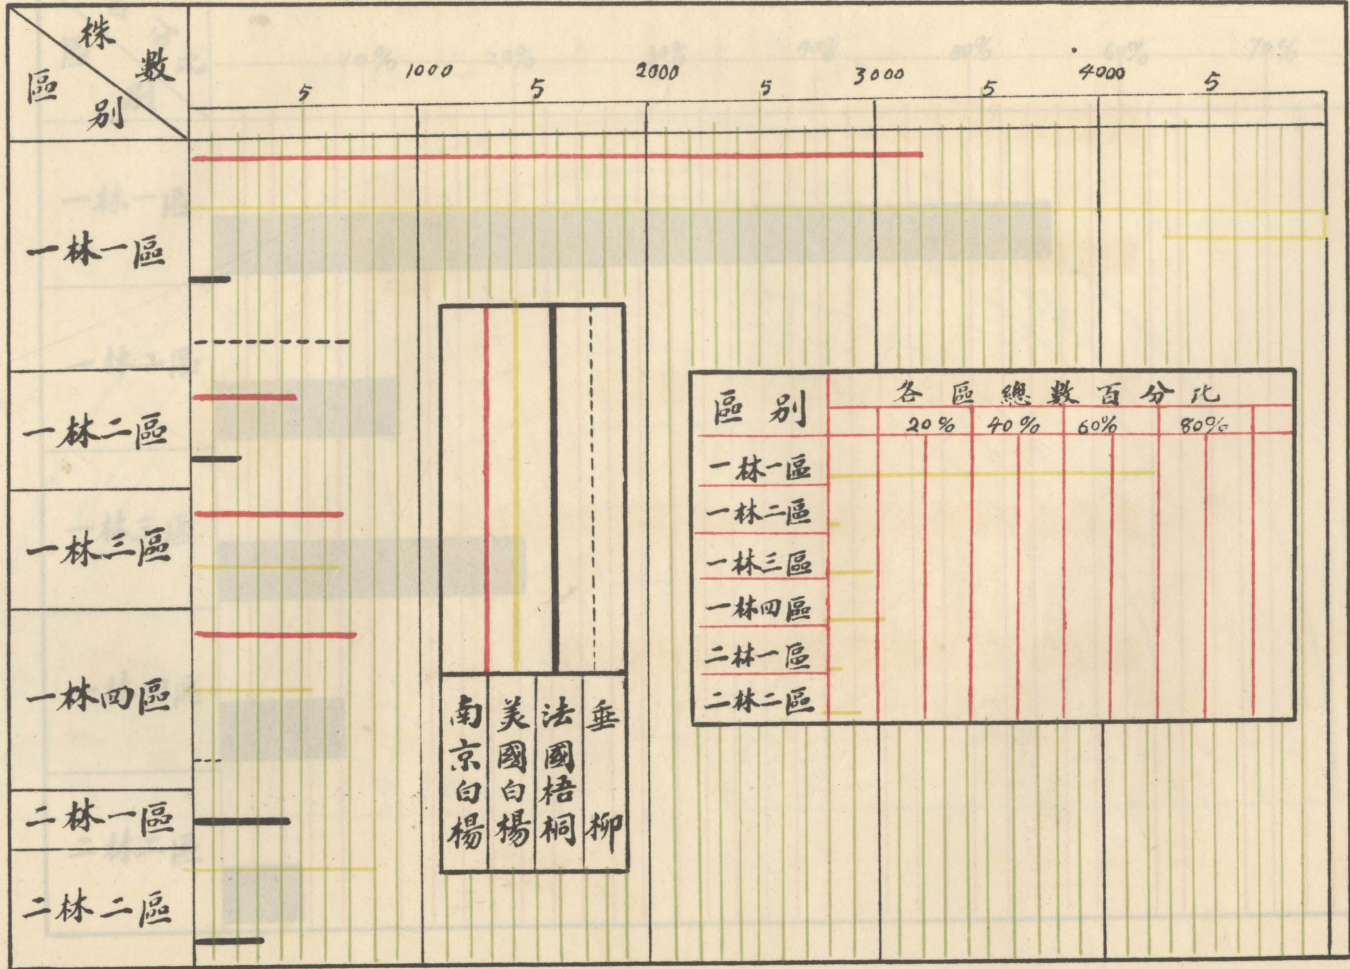 株數
區別
5 1000 5 2000 5 3000 5 4000 5
一林一區
一林二區
一林三區
一林四區
二林一區
二林二區
南京白楊
美國白楊
法國梧桐
垂柳
區別 各區總數百分比
20% 40% 60% 80%
一林一區
一林二區
一林三區
一林四區
二林一區
二林二區